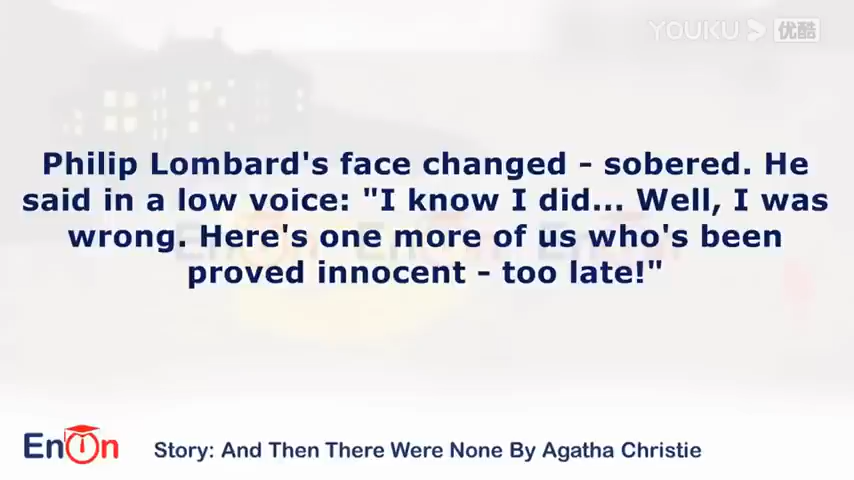 YOUKU 优酷
Philip Lombard's face changed - sobered. He
said in a low voice: "I know I did... Well, I was
wrong. Here's one more of us who's been
proved innocent - too late!"
EnOn
Story: And Then There Were None By Agatha Christie